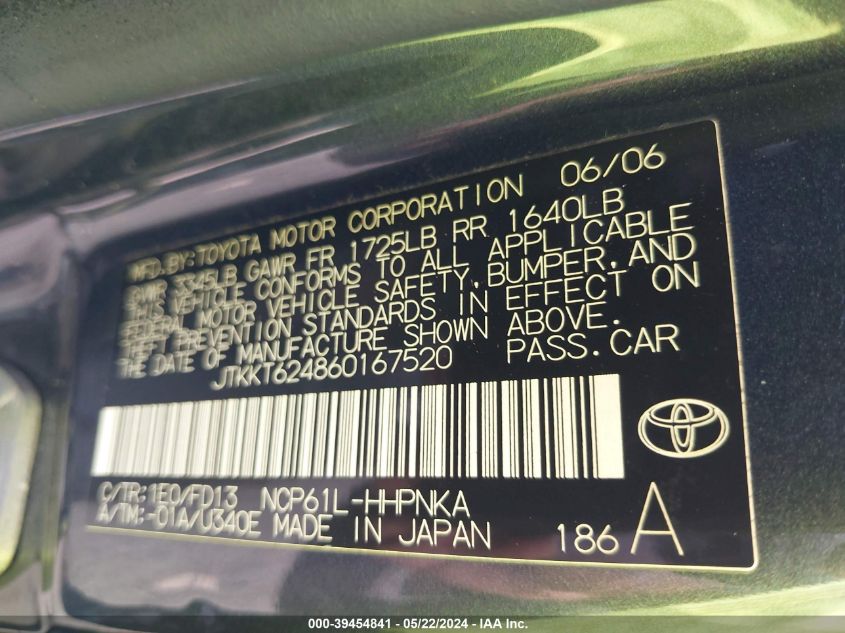 MFD.BY:TOYOTA MOTOR CORPORATION 06/06
GVWR 3345LB GAWR FR 1725LB RR 1640LB
THIS VEHICLE CONFORMS TO ALL APPLICABLE
FEDERAL MOTOR VEHICLE SAFETY,BUMPER,AND
THEFT PREVENTION STANDARDS IN EFFECT ON
THE DATE OF MANUFACTURE SHOWN ABOVE.
JTKKT624860167520 PASS.CAR
C/TR:1E0/FD13 NCP61L-HHPNKA
A/TM:-01A/U340E MADE IN JAPAN
186 A
000-39454841 - 05/22/2024 - IAA Inc.